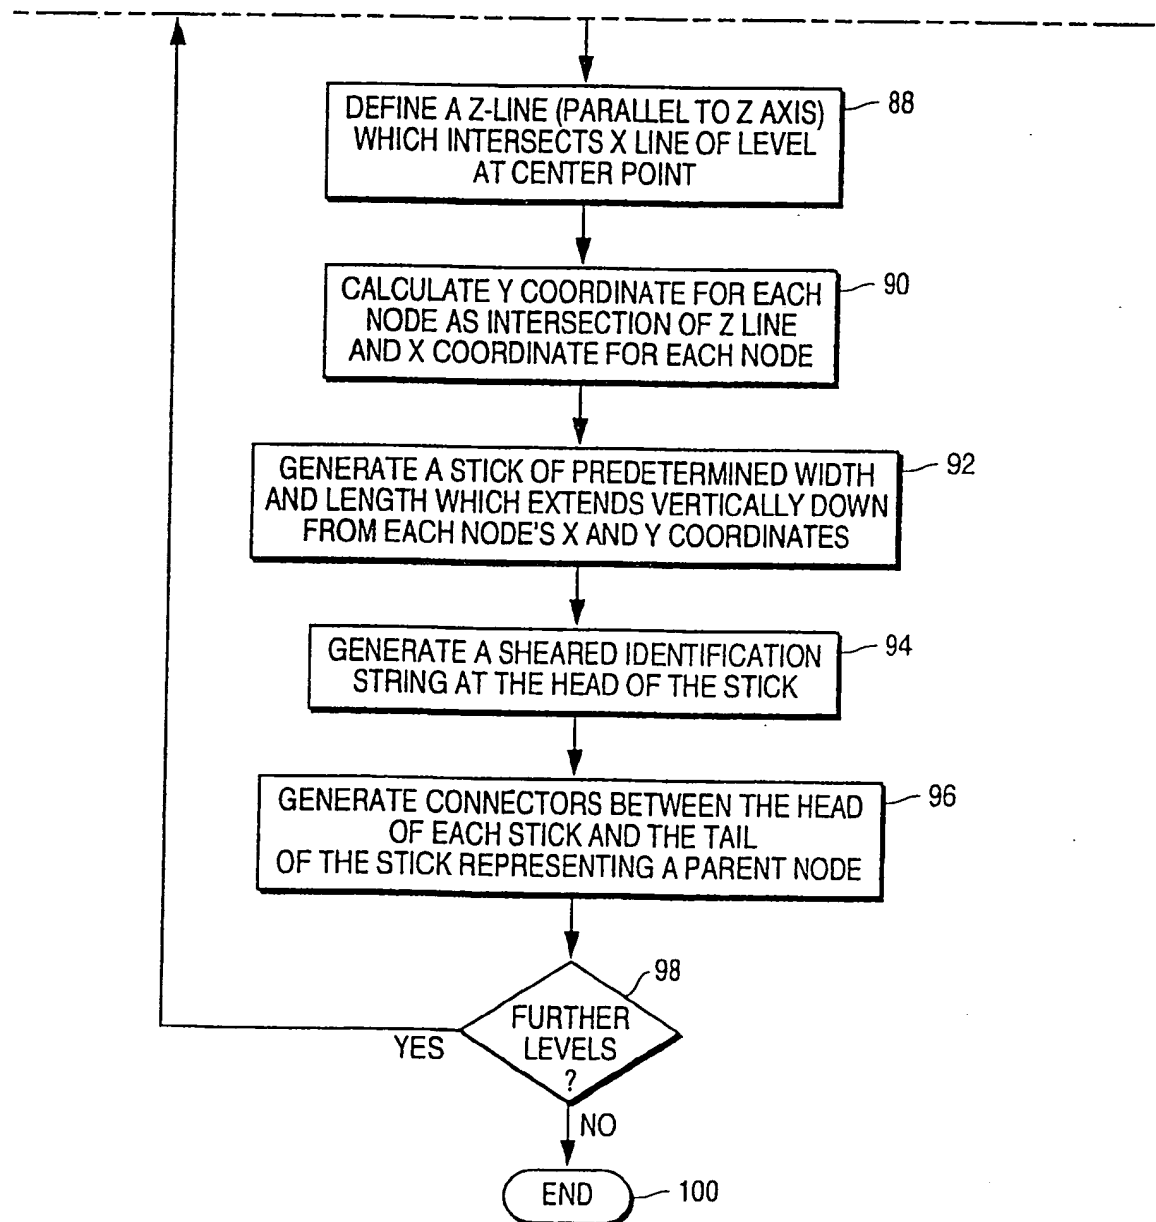 DEFINE A Z-LINE (PARALLEL TO Z AXIS)
WHICH INTERSECTS X LINE OF LEVEL
AT CENTER POINT
88
CALCULATE Y COORDINATE FOR EACH
NODE AS INTERSECTION OF Z LINE
AND X COORDINATE FOR EACH NODE
90
GENERATE A STICK OF PREDETERMINED WIDTH
AND LENGTH WHICH EXTENDS VERTICALLY DOWN
FROM EACH NODE'S X AND Y COORDINATES
92
GENERATE A SHEARED IDENTIFICATION
STRING AT THE HEAD OF THE STICK
94
GENERATE CONNECTORS BETWEEN THE HEAD
OF EACH STICK AND THE TAIL
OF THE STICK REPRESENTING A PARENT NODE
96
98
FURTHER
LEVELS
?
YES
NO
END
100